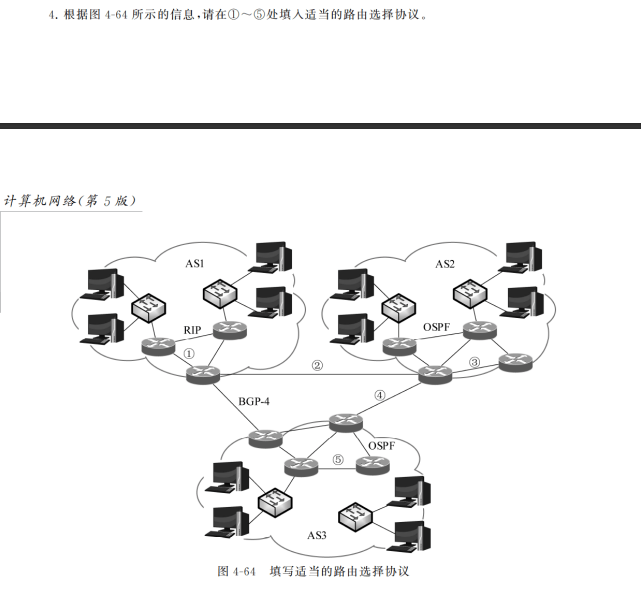 4. 根据图 4-64 所示的信息,请在①~⑤处填入适当的路由选择协议。
计算机网络(第 5 版)
AS1
AS2
RIP
OSPF
①
②
③
④
BGP-4
OSPF
⑤
AS3
图 4-64 填写适当的路由选择协议